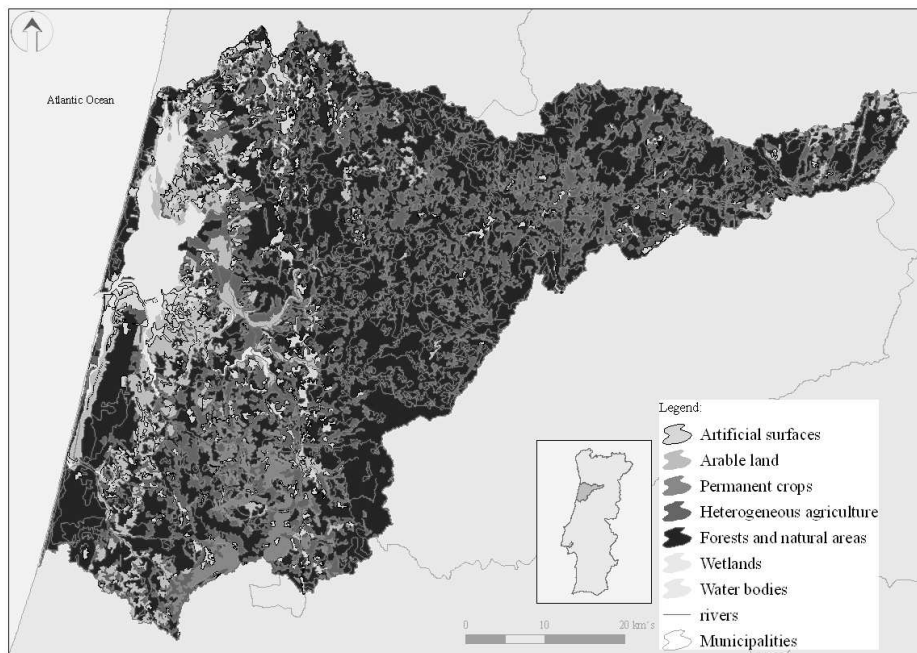 Atlantic Ocean
Legend:
Artificial surfaces
Arable land
Permanent crops
Heterogeneous agriculture
Forests and natural areas
Wetlands
Water bodies
rivers
Municipalities
0 10 20 km´s